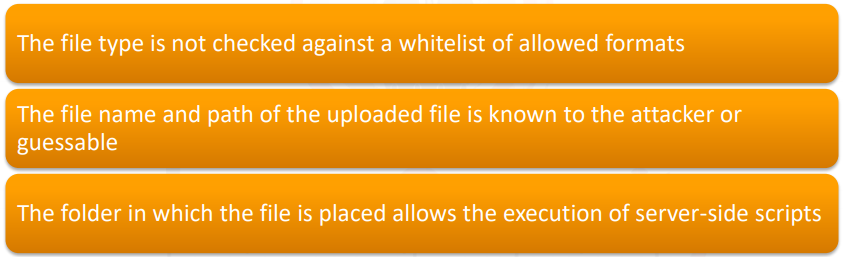 The file type is not checked against a whitelist of allowed formats
The file name and path of the uploaded file is known to the attacker or
guessable
The folder in which the file is placed allows the execution of server-side scripts